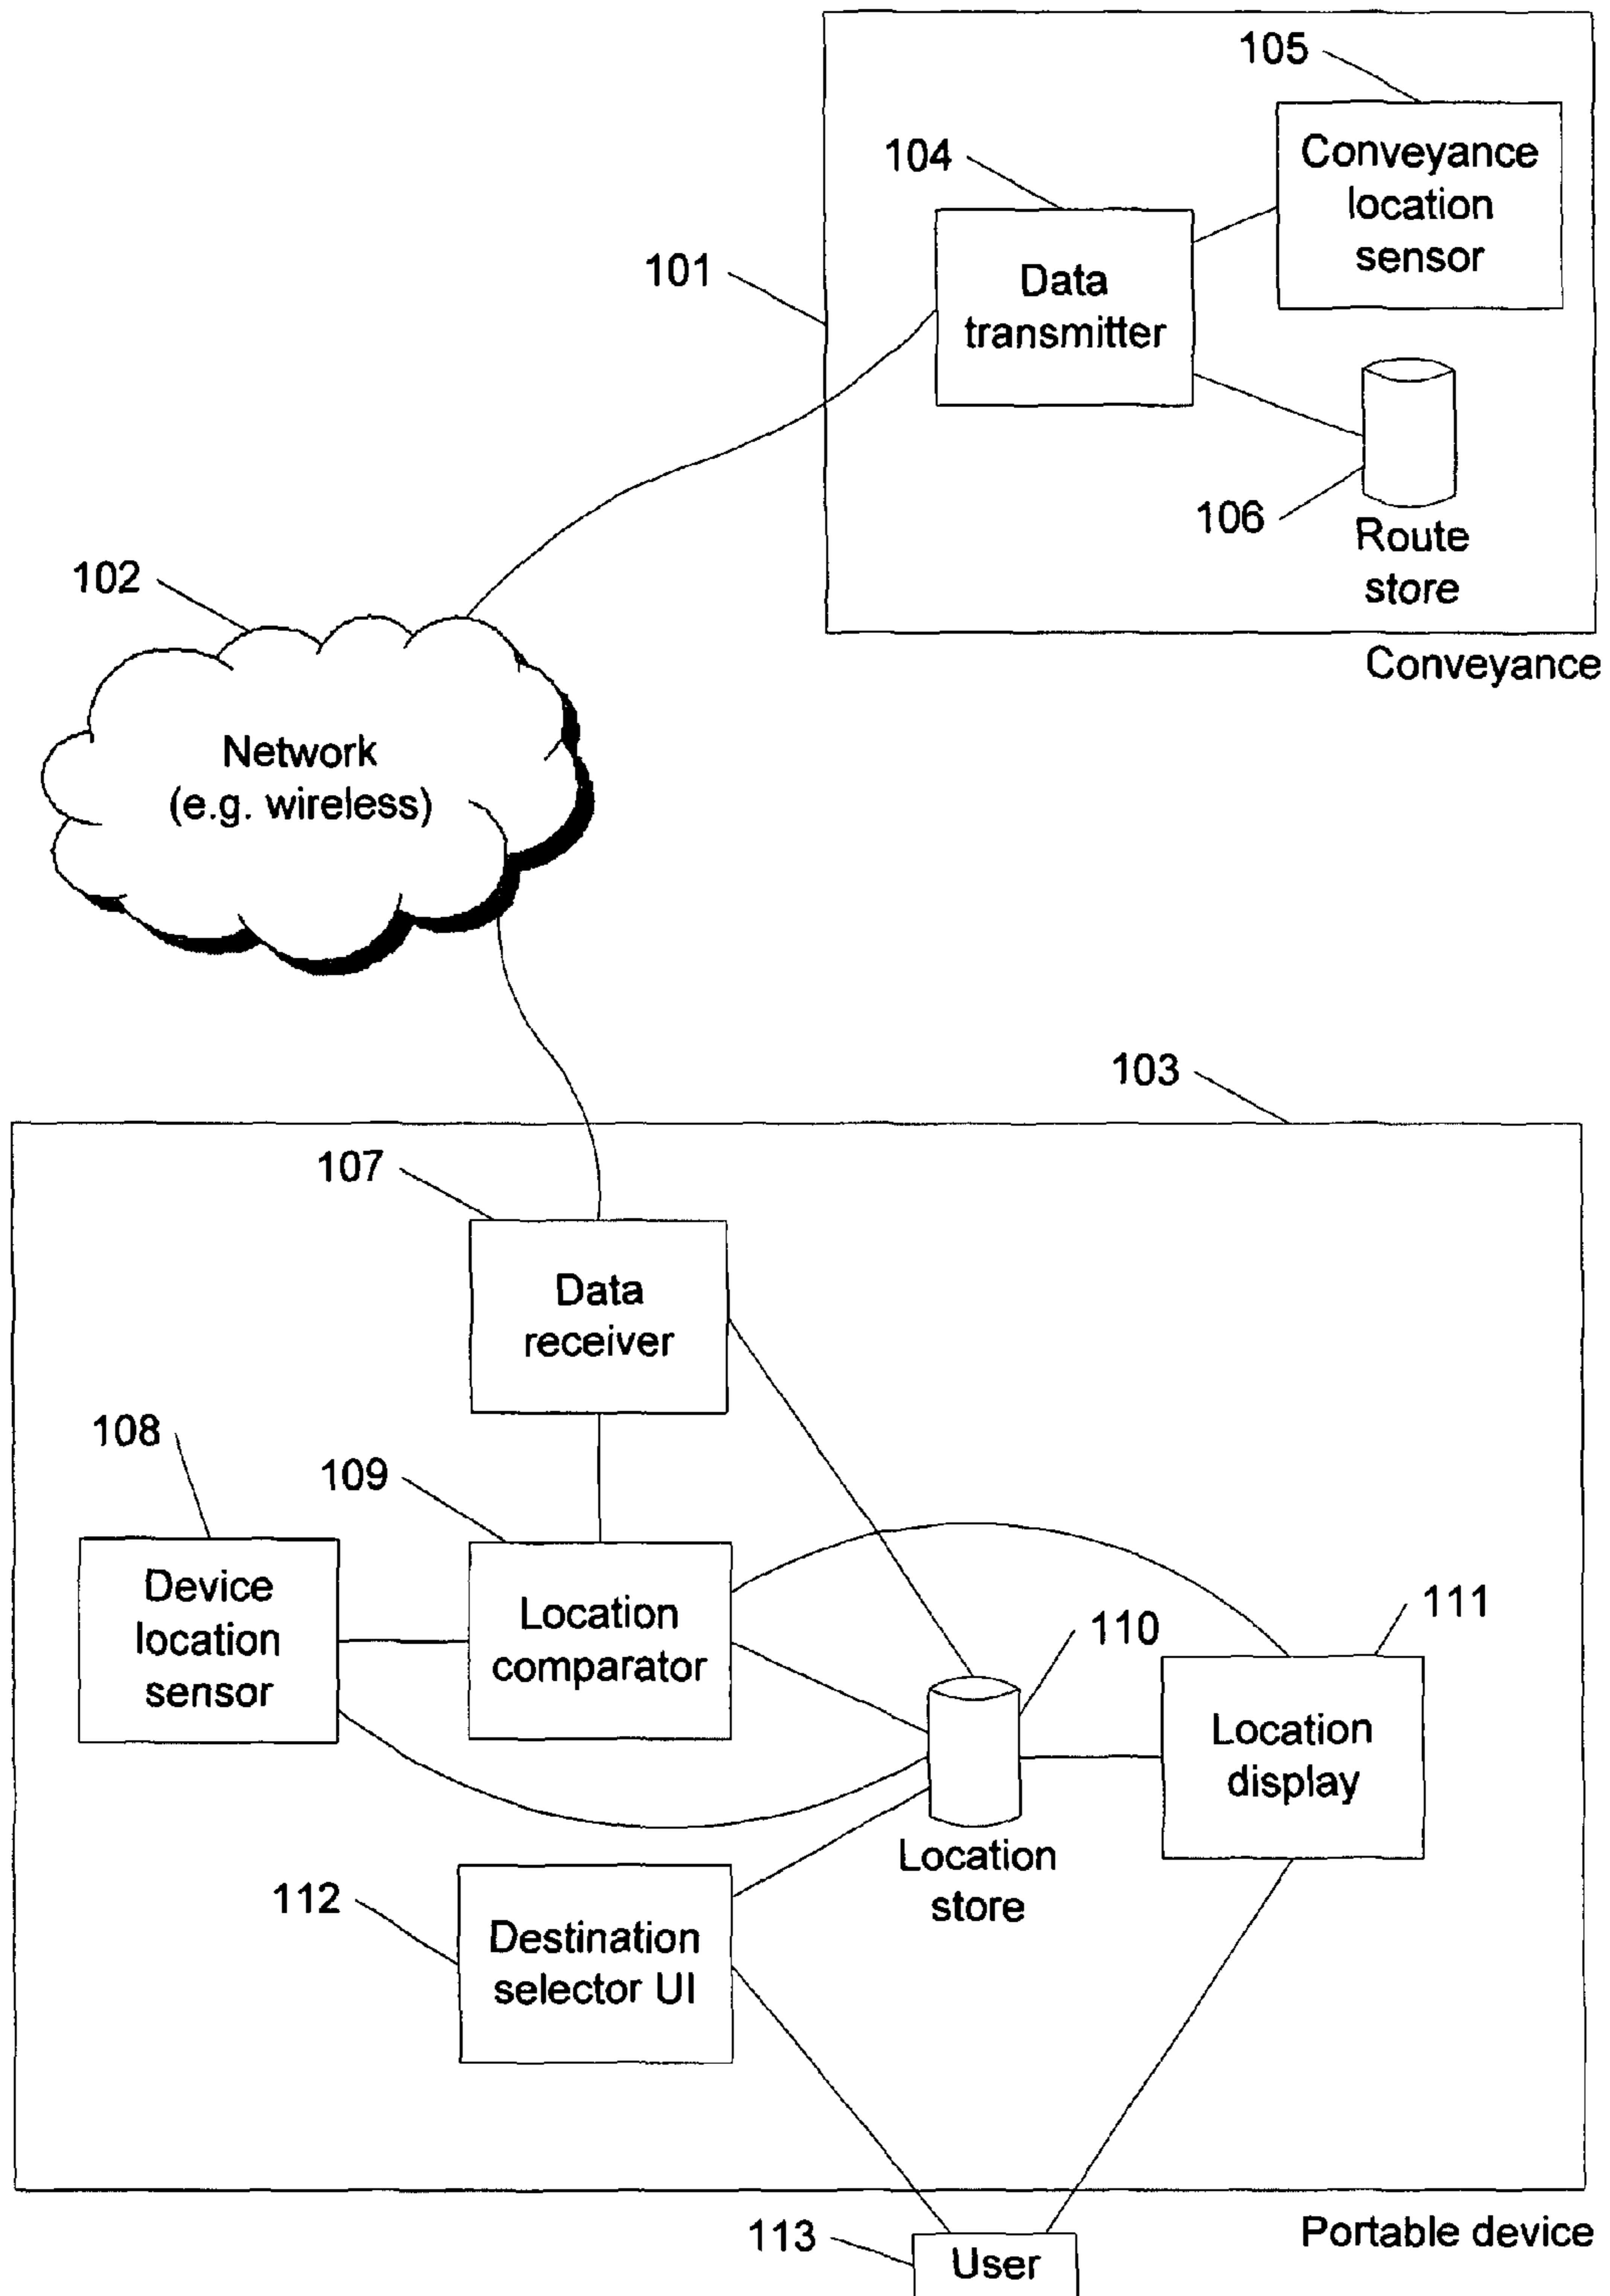 105
Conveyance
location
sensor
104
Data
transmitter
101
106
Route
store
Conveyance
102
Network
(e.g. wireless)
103
107
Data
receiver
108
Device
location
sensor
109
Location
comparator
110
Location
store
111
Location
display
112
Destination
selector UI
Portable device
113
User